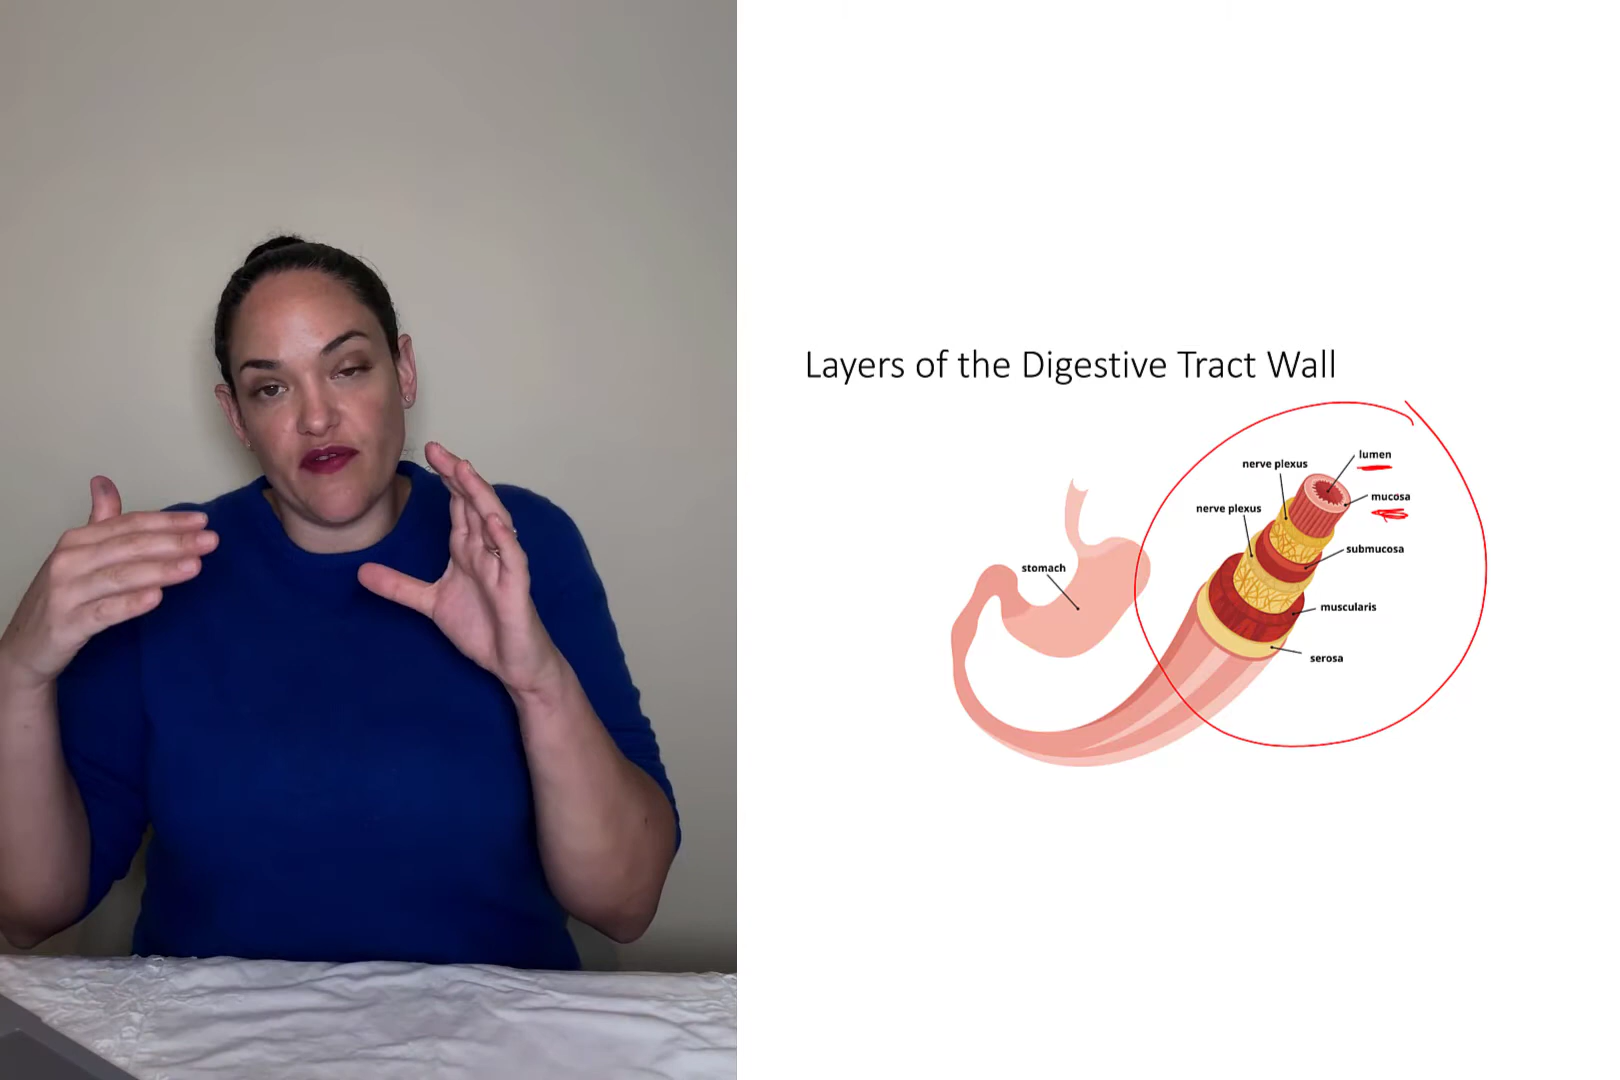 Layers of the Digestive Tract Wall
lumen
nerve plexus
mucosa
nerve plexus
submucosa
stomach
muscularis
serosa